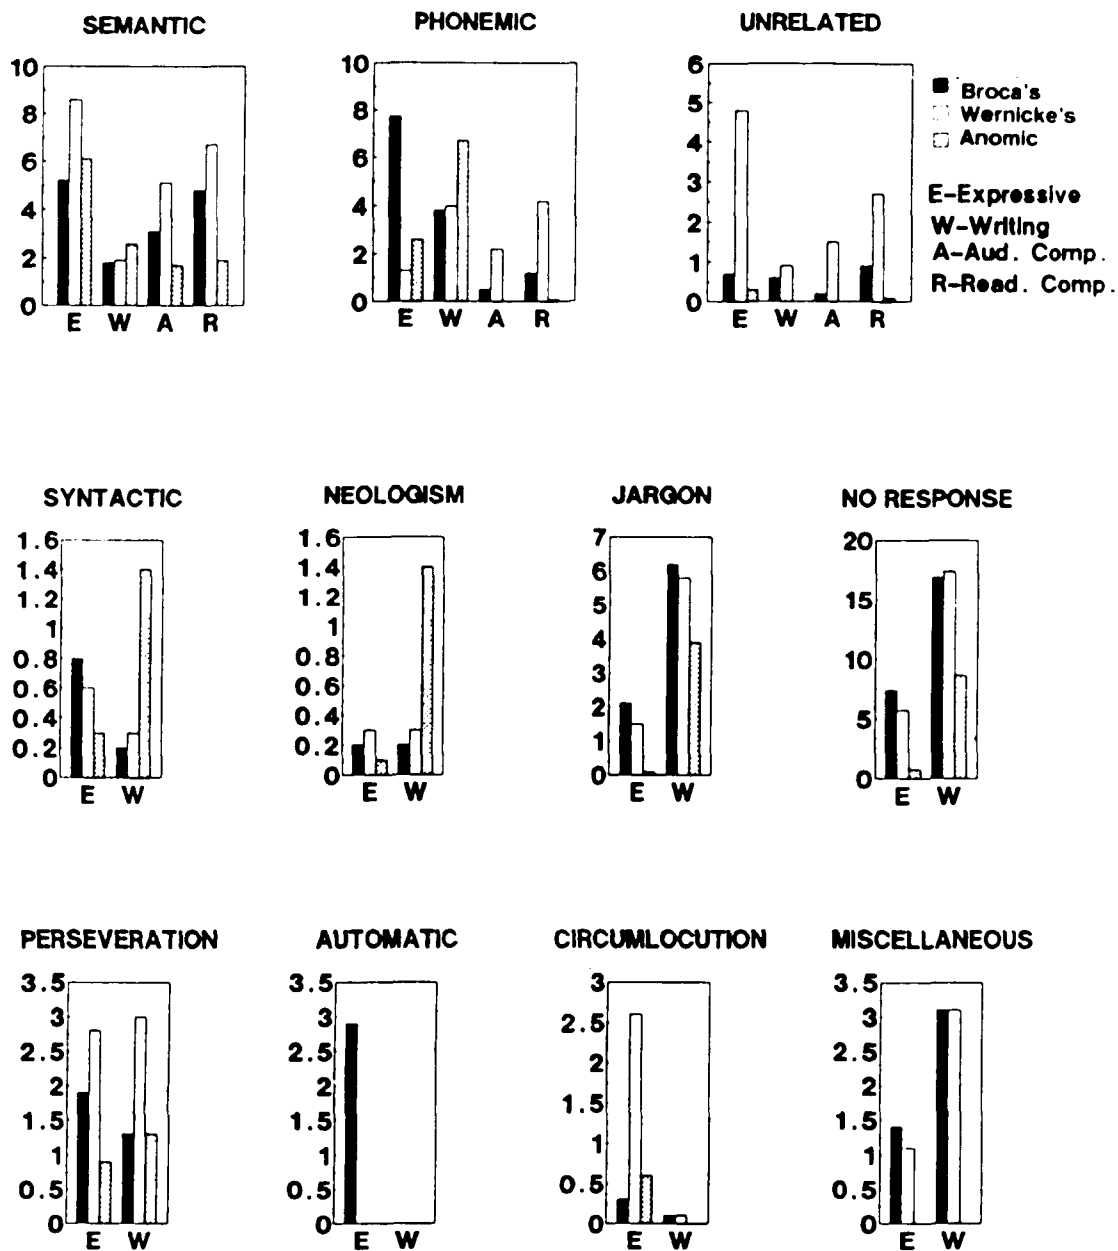 SEMANTIC
10
8
6
4
2
0
E W A R
PHONEMIC
10
8
6
4
2
0
E W A R
UNRELATED
6
5
4
3
2
1
0
E W A R
Broca's
Wernicke's
Anomic
E-Expressive
W-Writing
A-Aud. Comp.
R-Read. Comp.
SYNTACTIC
1.6
1.4
1.2
1
0.8
0.6
0.4
0.2
0
E W
NEOLOGISM
1.6
1.4
1.2
1
0.8
0.6
0.4
0.2
0
E W
JARGON
7
6
5
4
3
2
1
0
E W
NO RESPONSE
20
15
10
5
0
E W
PERSEVERATION
3.5
3
2.5
2
1.5
1
0.5
0
E W
AUTOMATIC
3.5
3
2.5
2
1.5
1
0.5
0
E W
CIRCUMLOCUTION
3
2.5
2
1.5
1
0.5
0
E W
MISCELLANEOUS
3.5
3
2.5
2
1.5
1
0.5
0
E W